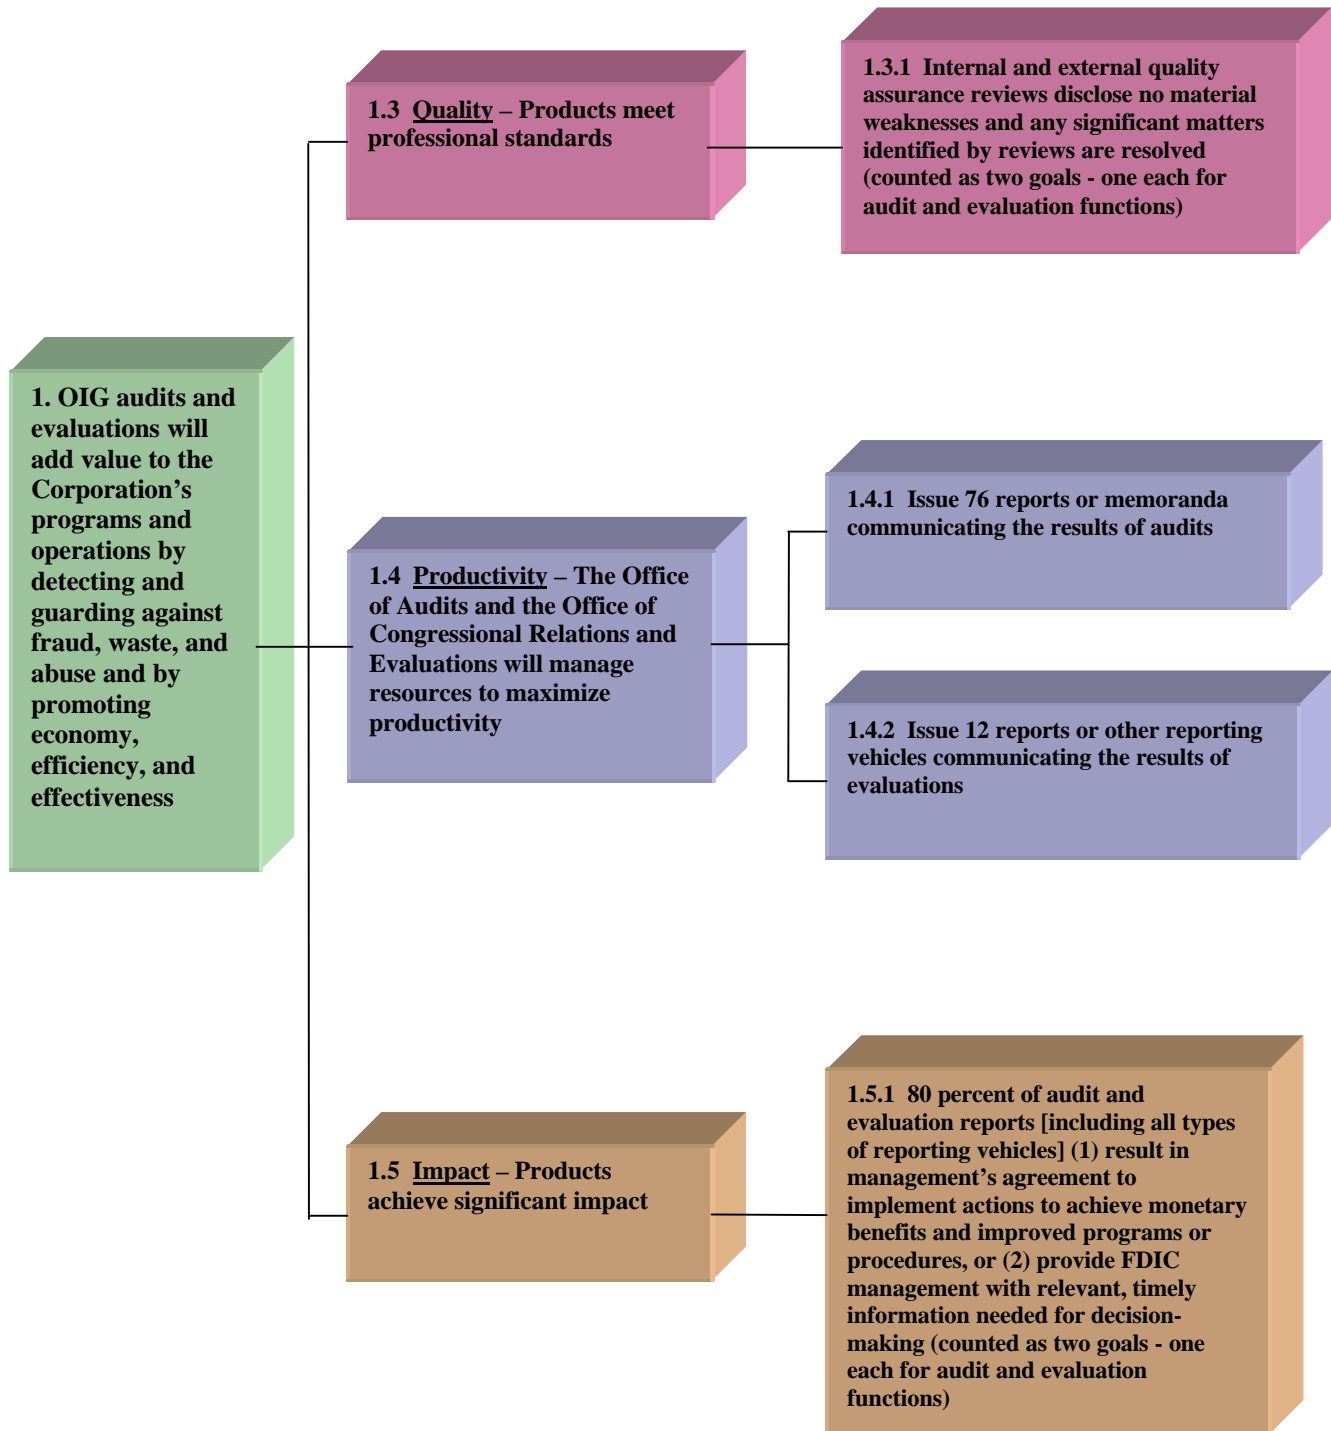 1.3 Quality – Products meet
professional standards
1.3.1 Internal and external quality
assurance reviews disclose no material
weaknesses and any significant matters
identified by reviews are resolved
(counted as two goals - one each for
audit and evaluation functions)
1. OIG audits and
evaluations will
add value to the
Corporation’s
programs and
operations by
detecting and
guarding against
fraud, waste, and
abuse and by
promoting
economy,
efficiency, and
effectiveness
1.4 Productivity – The Office
of Audits and the Office of
Congressional Relations and
Evaluations will manage
resources to maximize
productivity
1.4.1 Issue 76 reports or memoranda
communicating the results of audits
1.4.2 Issue 12 reports or other reporting
vehicles communicating the results of
evaluations
1.5 Impact – Products
achieve significant impact
1.5.1 80 percent of audit and
evaluation reports [including all types
of reporting vehicles] (1) result in
management’s agreement to
implement actions to achieve monetary
benefits and improved programs or
procedures, or (2) provide FDIC
management with relevant, timely
information needed for decision-
making (counted as two goals - one
each for audit and evaluation
functions)